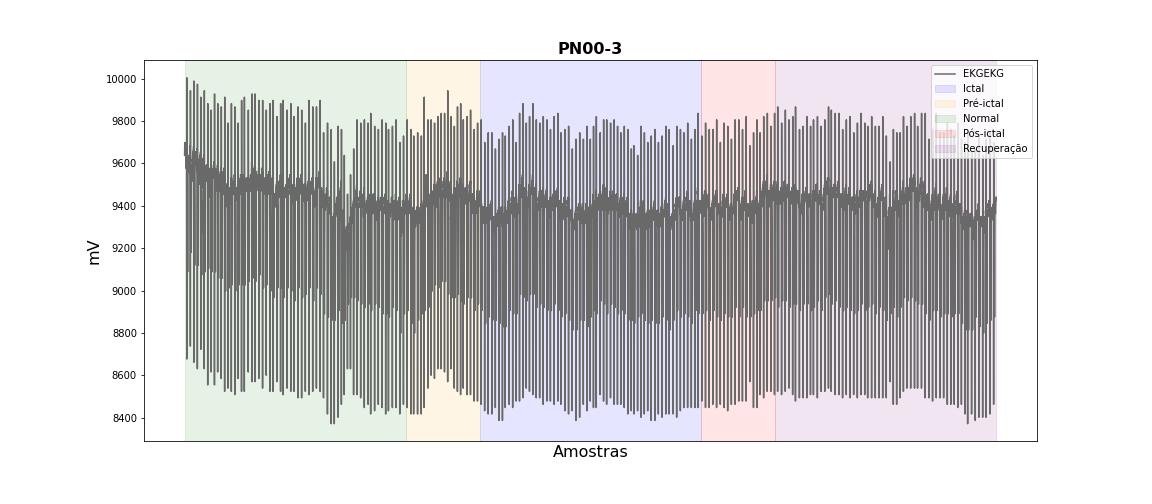 PN00-3
10000
9800
9600
9400
9200
9000
8800
8600
8400
mV
Amostras
EKGEKG
Ictal
Pré-ictal
Normal
Pós-ictal
Recuperação